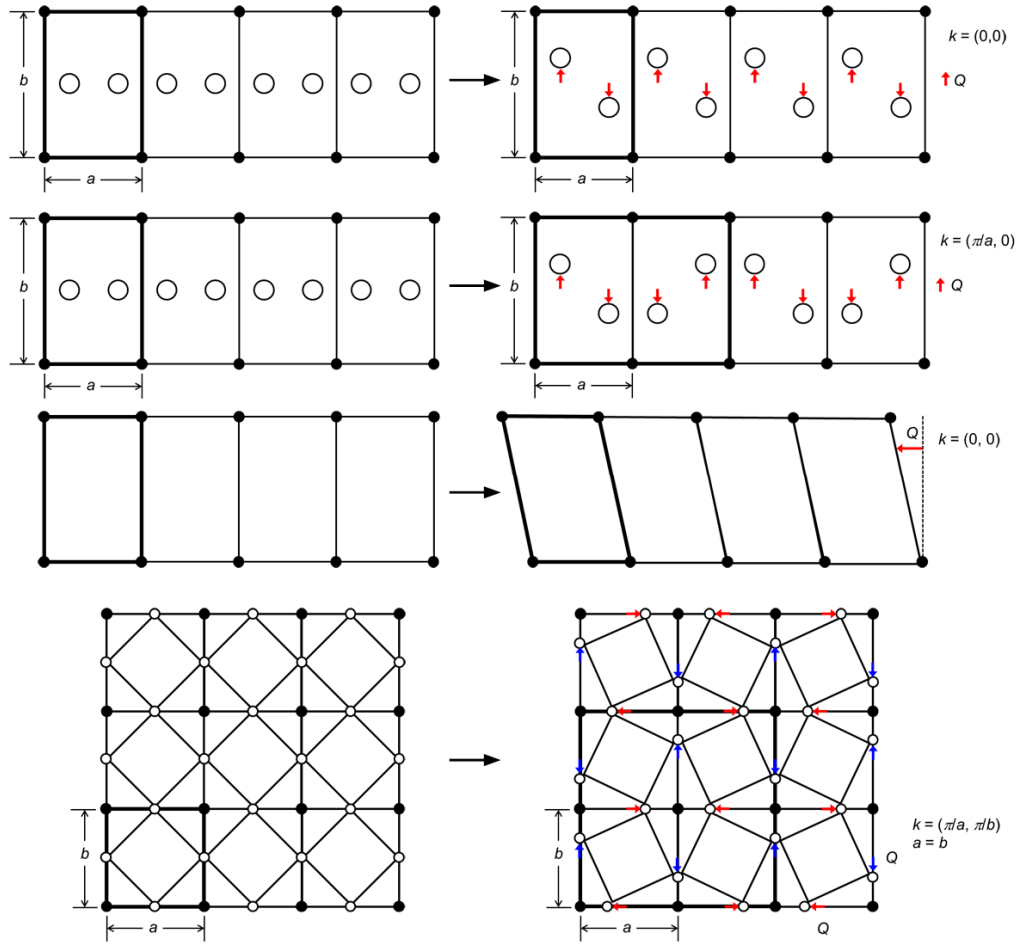 b
a
b
k = (0,0)
Q
a
b
a
b
k = (π/a, 0)
Q
a
Q
k = (0, 0)
b
a
b
a
k = (π/a, π/b)
a = b
Q
Q